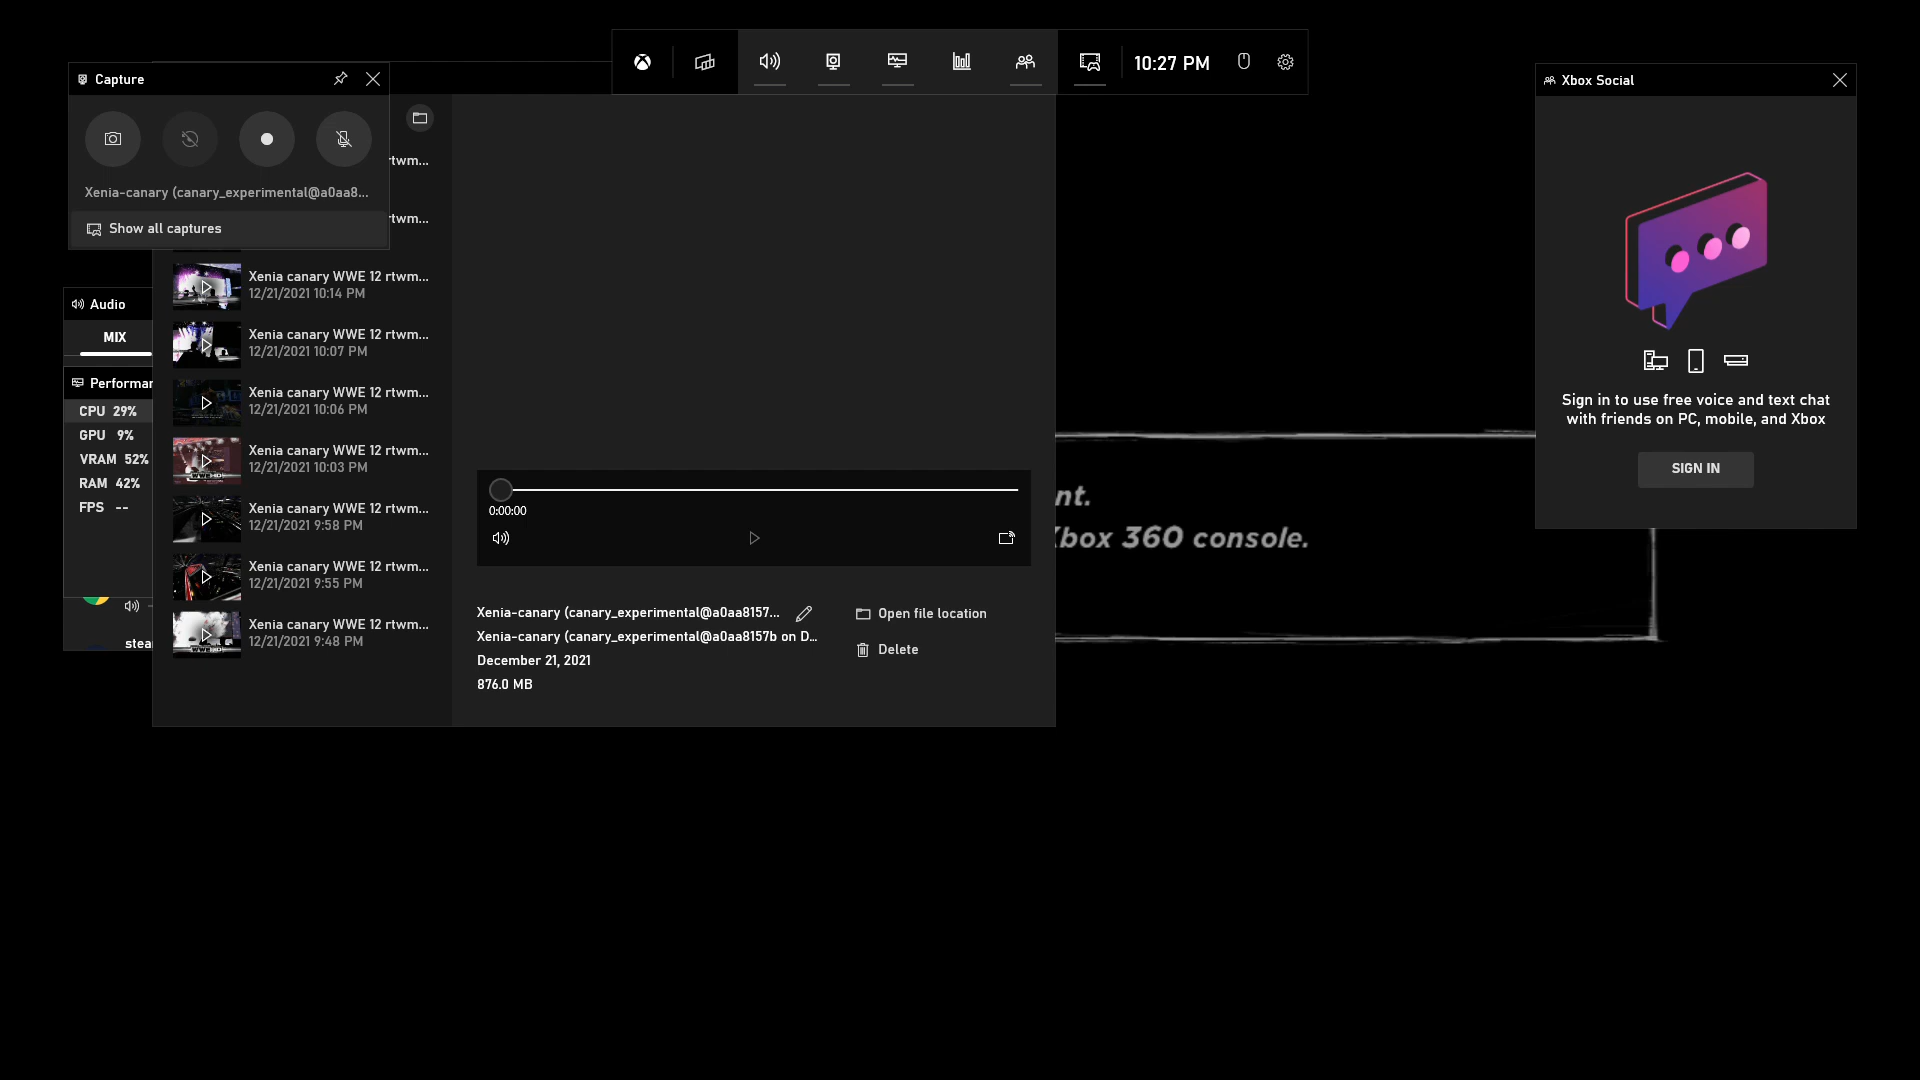 10:27 PM
Capture
Xenia-canary (canary_experimental@a0aa8...
Show all captures
rtwm...
rtwm...
Xenia canary WWE 12 rtwm...
12/21/2021 10:14 PM
Xenia canary WWE 12 rtwm...
12/21/2021 10:07 PM
Xenia canary WWE 12 rtwm...
12/21/2021 10:06 PM
Xenia canary WWE 12 rtwm...
12/21/2021 10:03 PM
Xenia canary WWE 12 rtwm...
12/21/2021 9:58 PM
Xenia canary WWE 12 rtwm...
12/21/2021 9:55 PM
Xenia canary WWE 12 rtwm...
12/21/2021 9:48 PM
Audio
MIX
Performan
CPU 29%
GPU 9%
VRAM 52%
RAM 42%
FPS --
stea
0:00:00
Xenia-canary (canary_experimental@a0aa8157...
Xenia-canary (canary_experimental@a0aa8157b on D...
December 21, 2021
876.0 MB
Open file location
Delete
nt.
Xbox 360 console.
Xbox Social
Sign in to use free voice and text chat
with friends on PC, mobile, and Xbox
SIGN IN